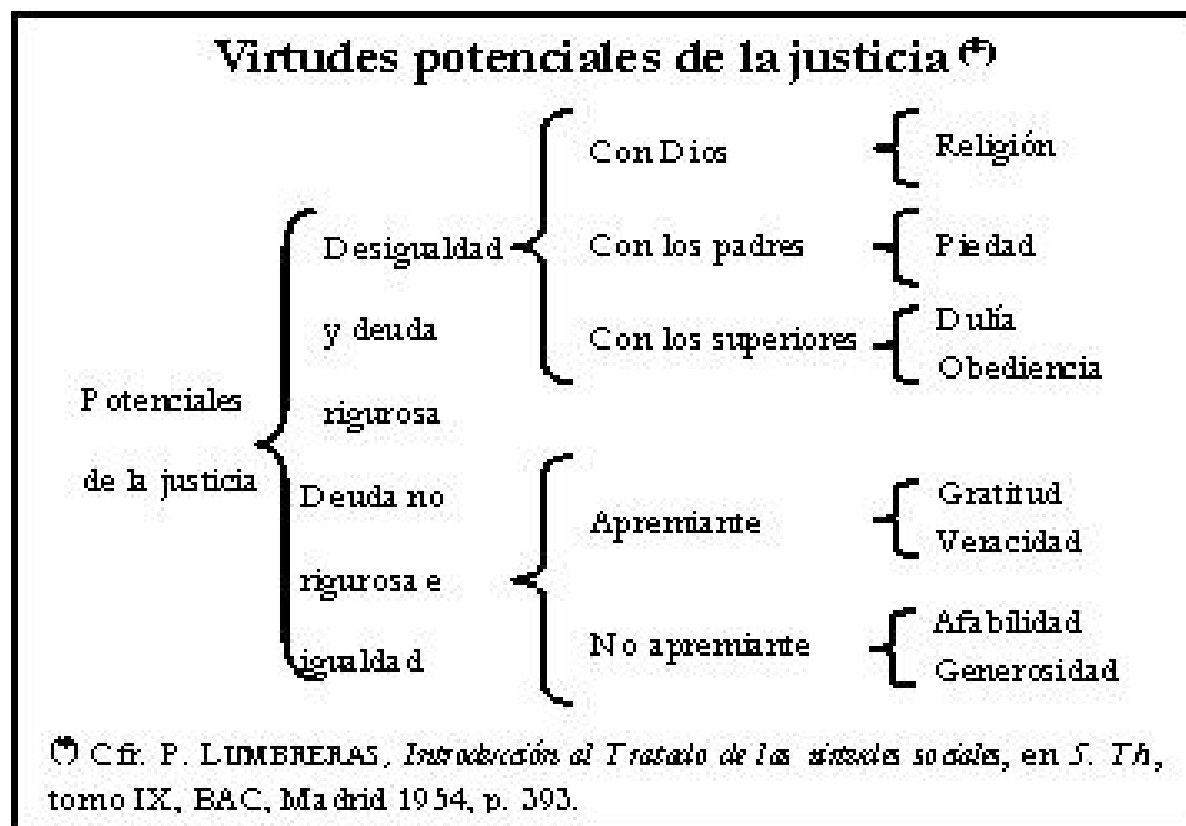 Virtudes potenciales de la justicia (*)
Potenciales
de la justicia
Desigualdad
y deuda
rigurosa
Con Dios
Religión
Con los padres
Piedad
Con los superiores
Dulía
Obediencia
Deuda no
rigurosa e
igualdad
Apremiante
Gratitud
Veracidad
No apremiante
Afabilidad
Generosidad
(*) Cfr. P. LUMBRERAS, Introducción al Tratado de las virtudes sociales, en S. Th,
tomo IX, BAC, Madrid 1954, p. 393.